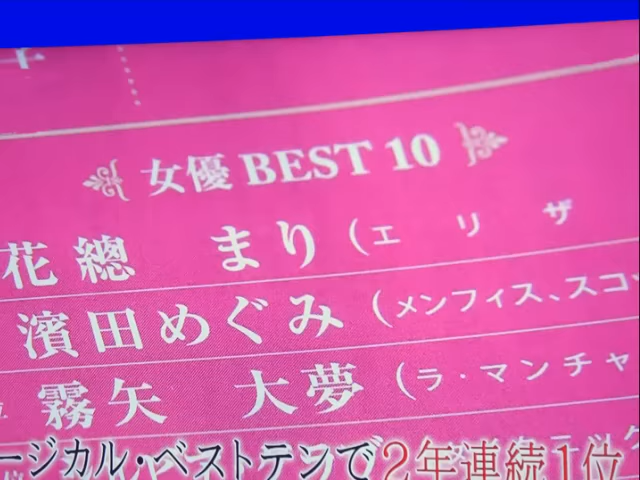 女優 BEST 10
花總 まり (エ リ ザ
濱田めぐみ (メンフィス、スコ
霧矢 大夢 (ラ・マンチャ
ージカル・ベストテンで2年連続1位